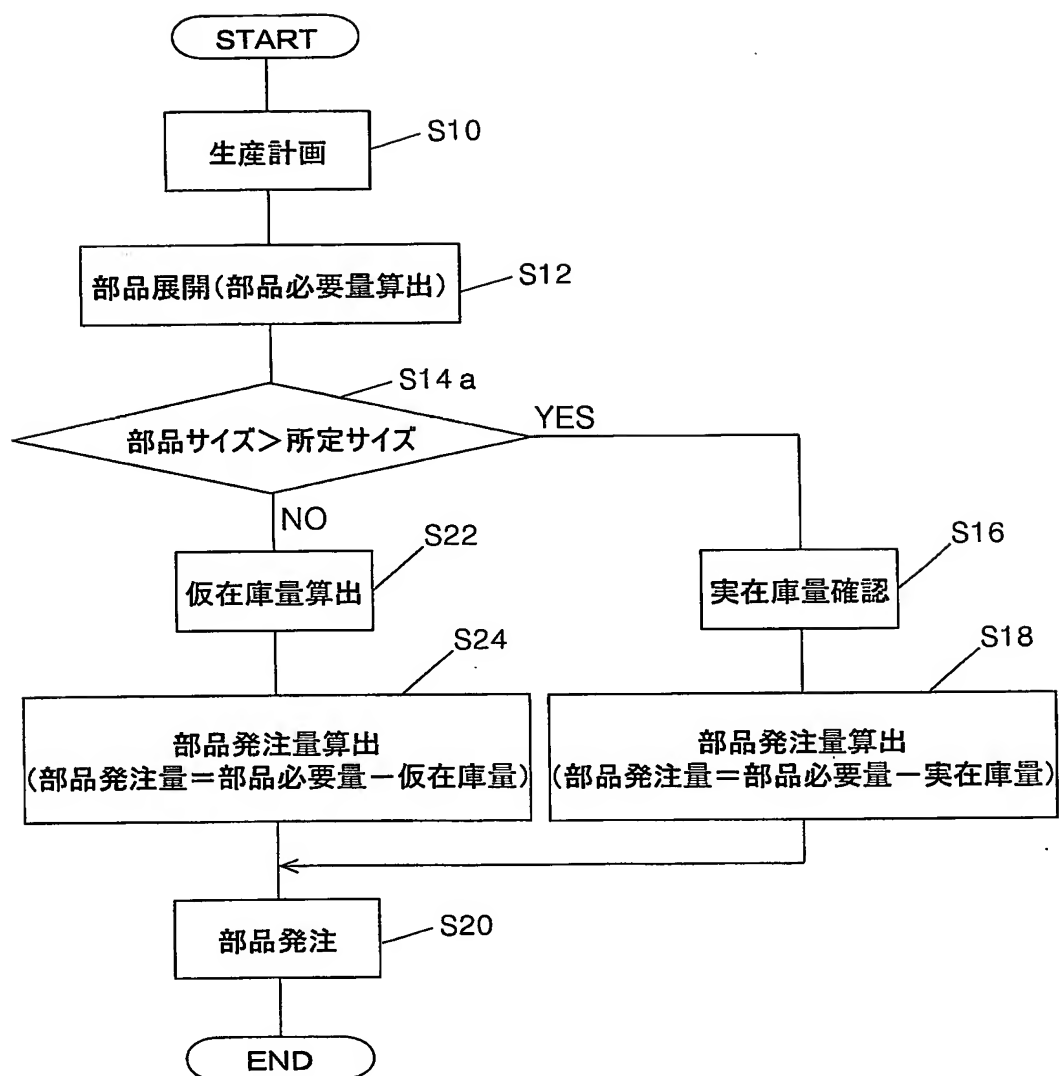 START
生産計画
S10
部品展開(部品必要量算出)
S12
S14a
部品サイズ>所定サイズ
YES
NO
S22
仮在庫量算出
S16
実在庫量確認
S24
部品発注量算出
(部品発注量=部品必要量-仮在庫量)
S18
部品発注量算出
(部品発注量=部品必要量-実在庫量)
部品発注
S20
END